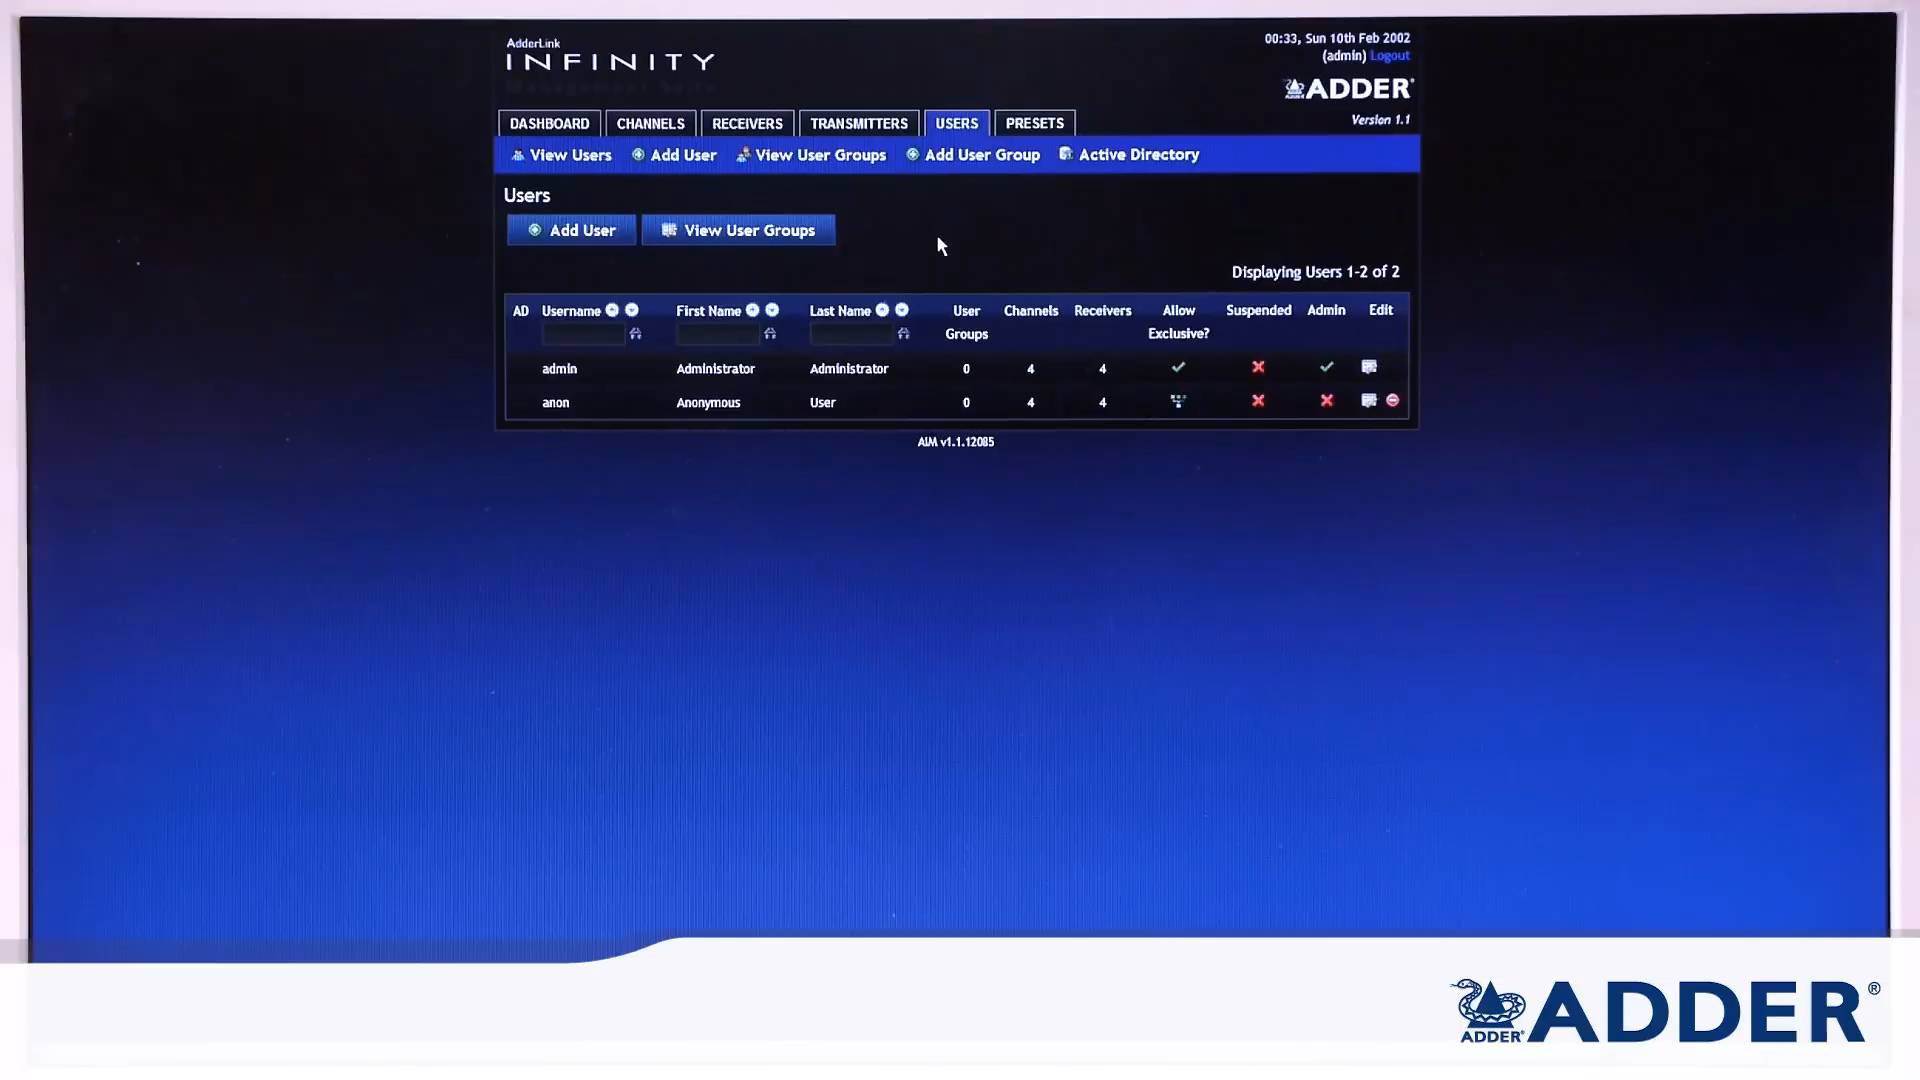 AdderLink
INFINITY
00:33, Sun 10th Feb 2002
(admin) Logout
ADDER
Version 1.1
DASHBOARD CHANNELS RECEIVERS TRANSMITTERS USERS PRESETS
View Users Add User View User Groups Add User Group Active Directory
Users
Add User View User Groups
Displaying Users 1-2 of 2
AD Username First Name Last Name User Groups Channels Receivers Allow Exclusive? Suspended Admin Edit
admin Administrator Administrator 0 4 4
anon Anonymous User 0 4 4
AIM v1.1.12085
ADDER® ADDER®